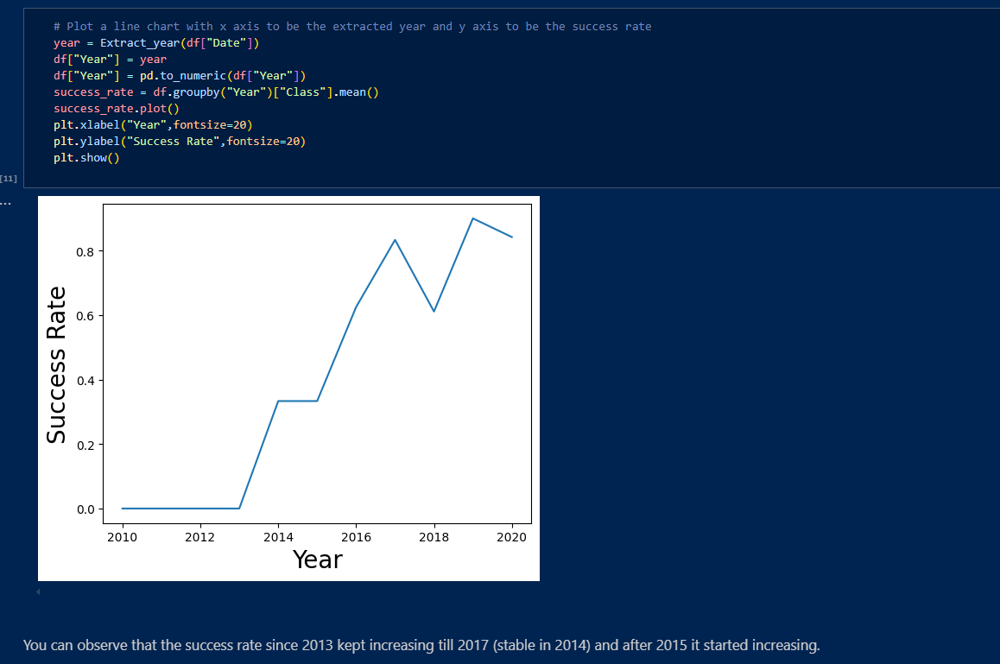 # Plot a line chart with x axis to be the extracted year and y axis to be the success rate
year = Extract_year(df["Date"])
df["Year"] = year
df["Year"] = pd.to_numeric(df["Year"])
success_rate = df.groupby("Year")["Class"].mean()
success_rate.plot()
plt.xlabel("Year",fontsize=20)
plt.ylabel("Success Rate",fontsize=20)
plt.show()
[11]
...
0.8
0.6
0.4
0.2
0.0
Success Rate
2010 2012 2014 2016 2018 2020
Year
You can observe that the success rate since 2013 kept increasing till 2017 (stable in 2014) and after 2015 it started increasing.